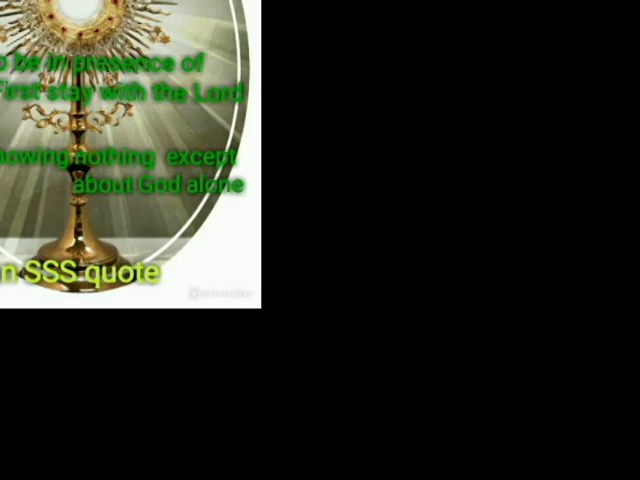 o be in presence of
First stay with the Lord
nowing nothing except
about God alone
n SSS quote